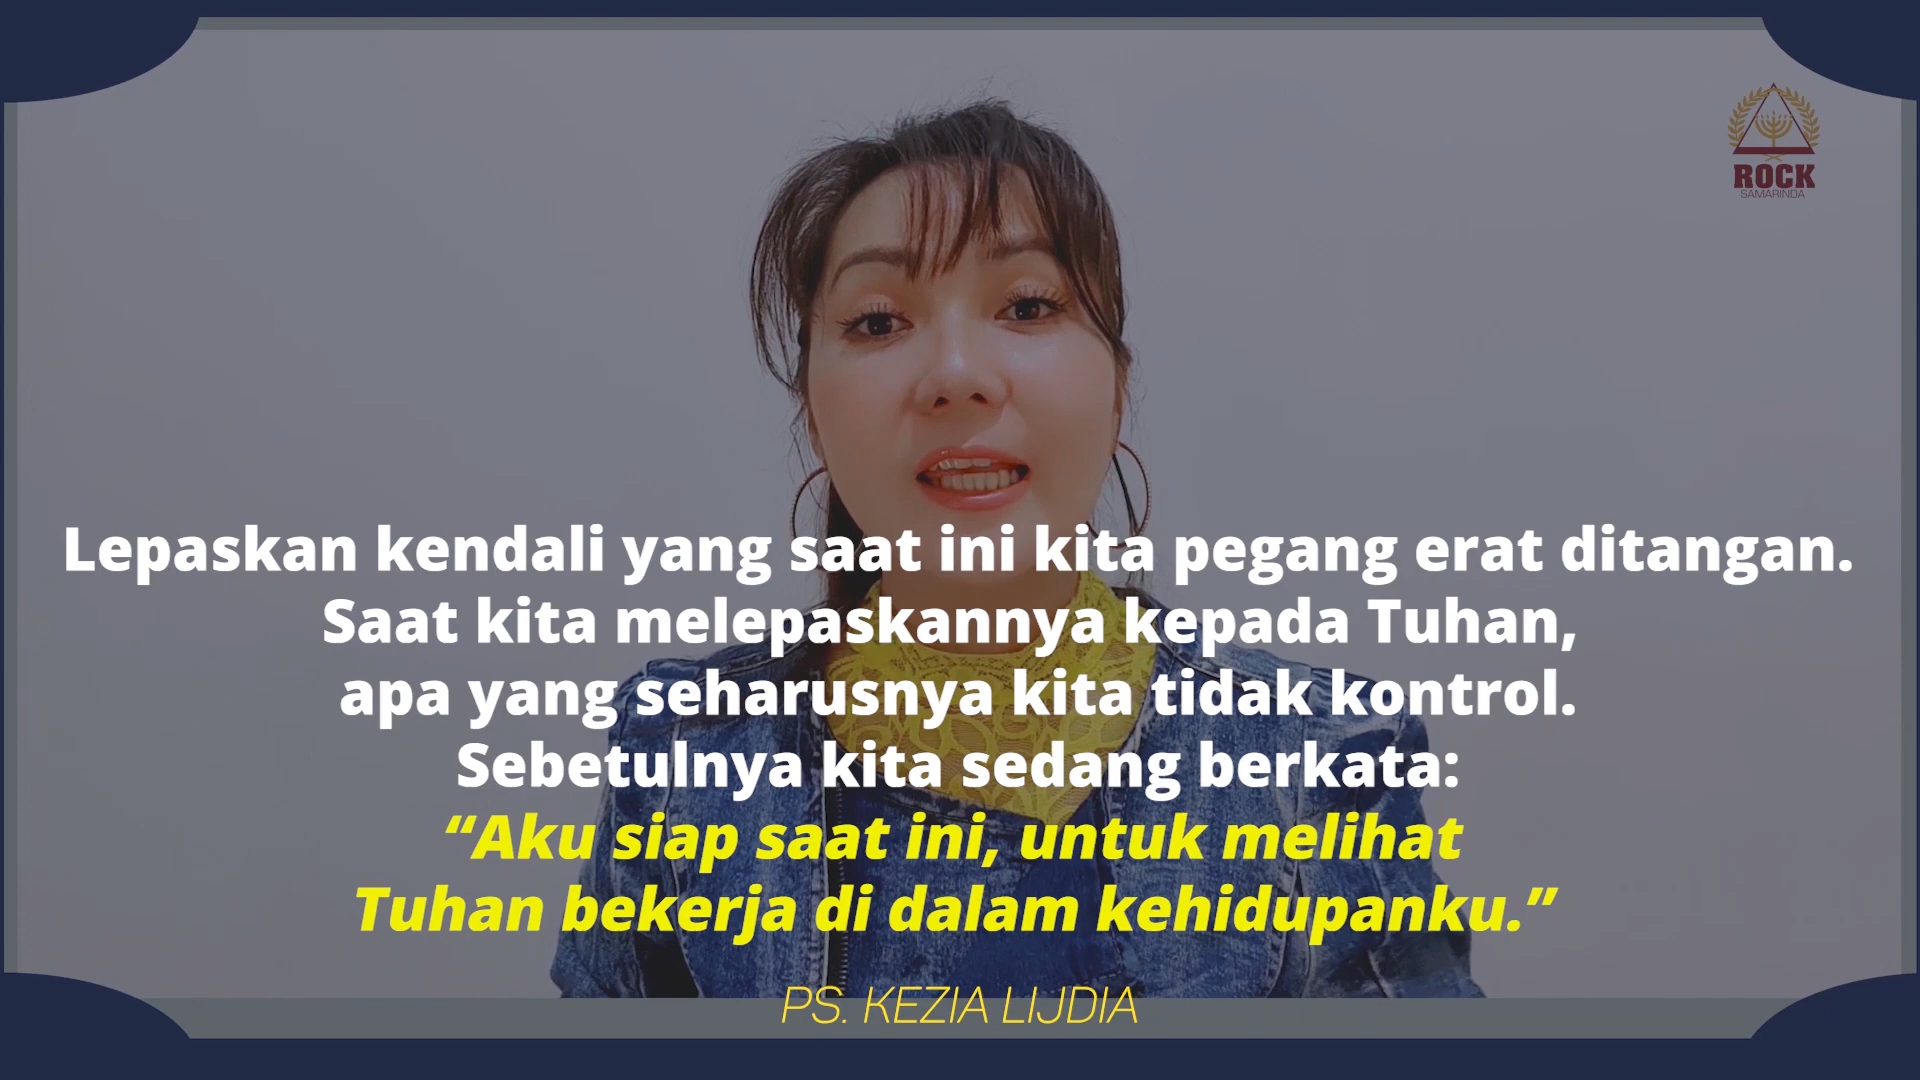 ROCK
SAMARINDA
Lepaskan kendali yang saat ini kita pegang erat ditangan.
Saat kita melepaskannya kepada Tuhan,
apa yang seharusnya kita tidak kontrol.
Sebetulnya kita sedang berkata:
“Aku siap saat ini, untuk melihat
Tuhan bekerja di dalam kehidupanku.”
PS. KEZIA LIJDIA